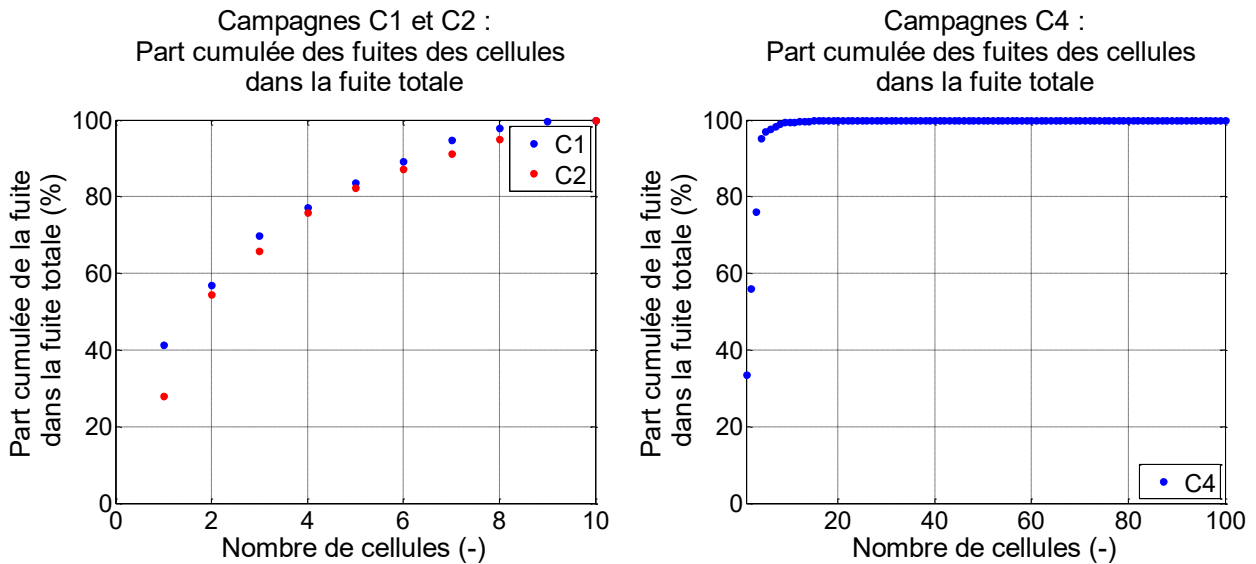 Campagnes C1 et C2 :
Part cumulée des fuites des cellules
dans la fuite totale
Part cumulée de la fuite
dans la fuite totale (%)
100
80
60
40
20
0
C1
C2
0 2 4 6 8 10
Nombre de cellules (-)
Campagnes C4 :
Part cumulée des fuites des cellules
dans la fuite totale
Part cumulée de la fuite
dans la fuite totale (%)
100
80
60
40
20
0
C4
20 40 60 80 100
Nombre de cellules (-)